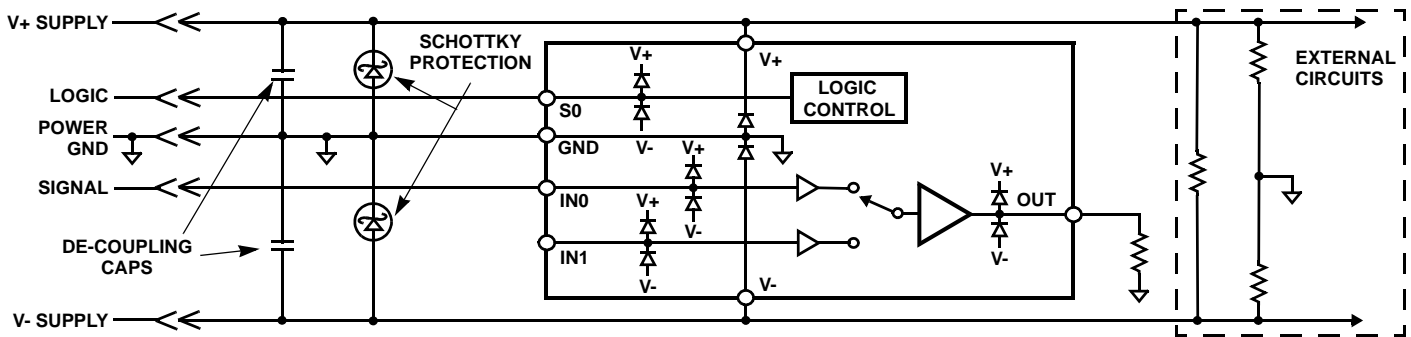 V+ SUPPLY
LOGIC
POWER
GND
SIGNAL
DE-COUPLING
CAPS
V- SUPPLY
SCHOTTKY
PROTECTION
V+
S0
V-
GND
V+
IN0
V-
V+
IN1
V-
V+
LOGIC
CONTROL
V+
OUT
V-
V-
EXTERNAL
CIRCUITS